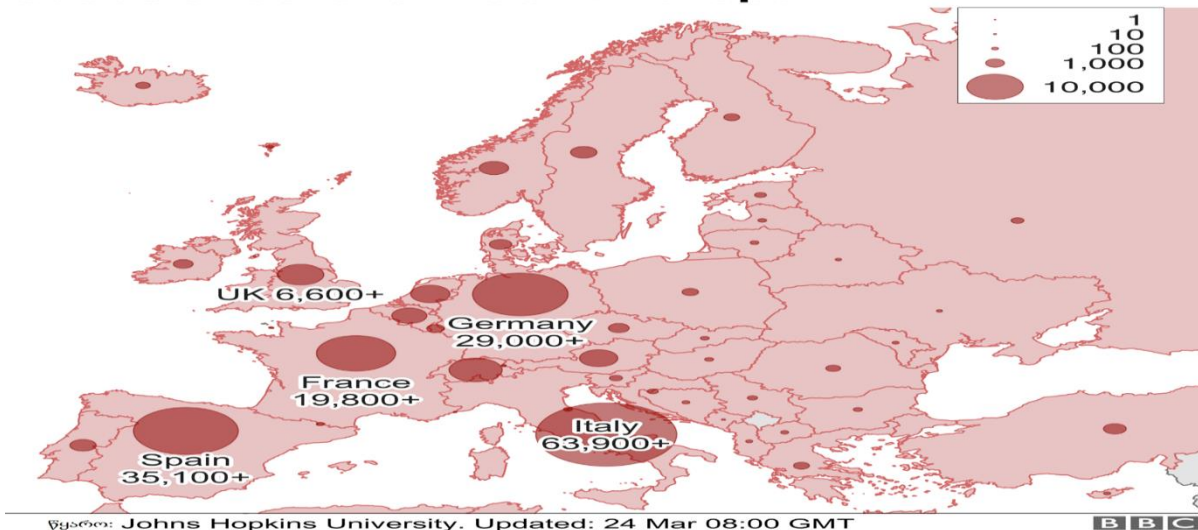 1
10
100
1,000
10,000
UK 6,600+
Germany
29,000+
France
19,800+
Italy
63,900+
Spain
35,100+
წყარო: Johns Hopkins University. Updated: 24 Mar 08:00 GMT
BBC